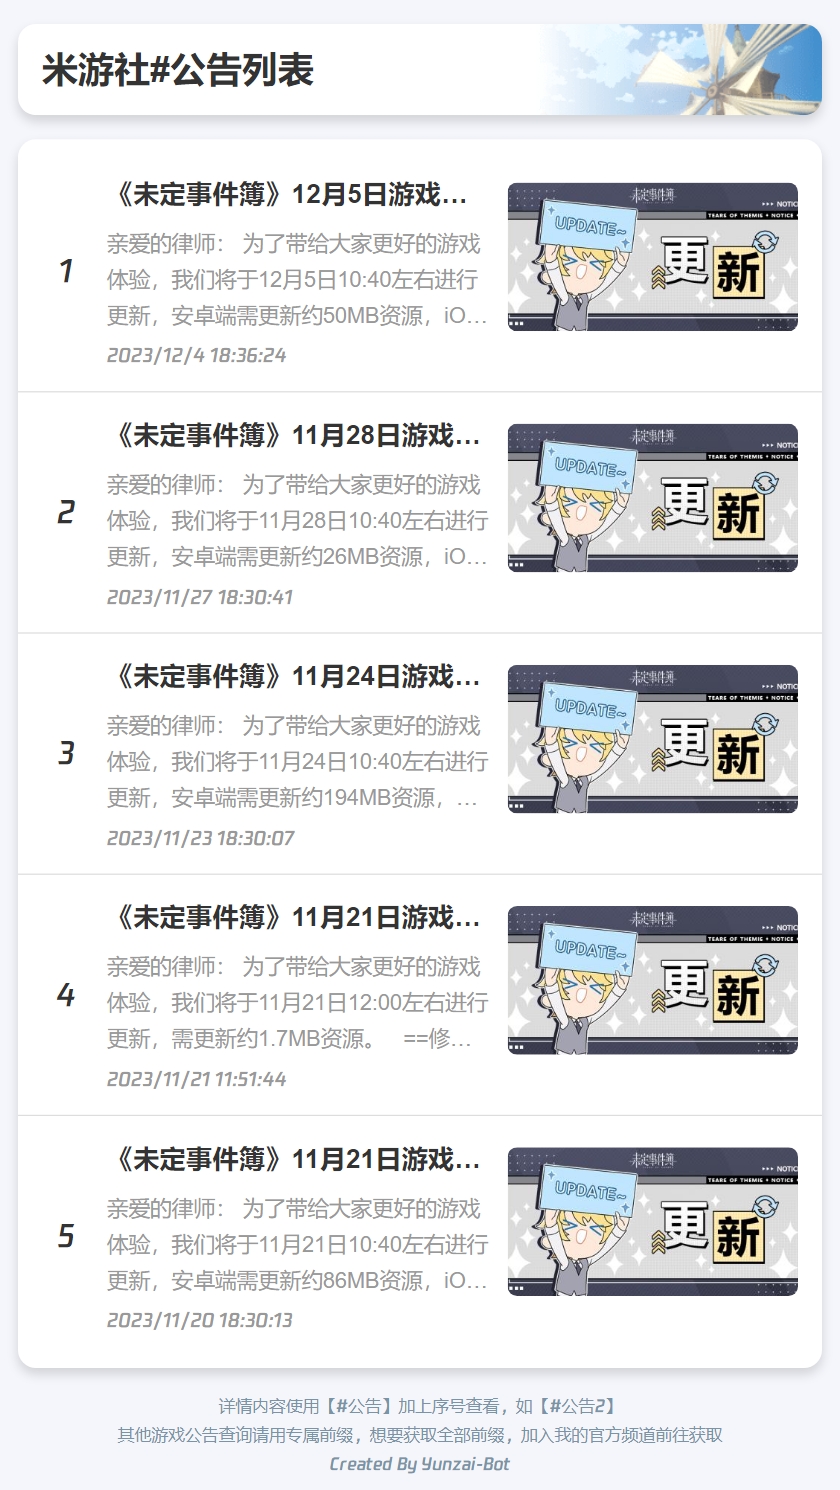 米游社#公告列表
《未定事件簿》12月5日游戏...
1
亲爱的律师： 为了带给大家更好的游戏
体验，我们将于12月5日10:40左右进行
更新，安卓端需更新约50MB资源，iO...
2023/12/4 18:36:24
未定事件簿
NOTIC
TEARS OF THEMIS • NOTICE
UPDATE~
更新
《未定事件簿》11月28日游戏...
2
亲爱的律师： 为了带给大家更好的游戏
体验，我们将于11月28日10:40左右进行
更新，安卓端需更新约26MB资源，iO...
2023/11/27 18:30:41
未定事件簿
NOTIC
TEARS OF THEMIS • NOTICE
UPDATE~
更新
《未定事件簿》11月24日游戏...
3
亲爱的律师： 为了带给大家更好的游戏
体验，我们将于11月24日10:40左右进行
更新，安卓端需更新约194MB资源，...
2023/11/23 18:30:07
未定事件簿
NOTIC
TEARS OF THEMIS • NOTICE
UPDATE~
更新
《未定事件簿》11月21日游戏...
4
亲爱的律师： 为了带给大家更好的游戏
体验，我们将于11月21日12:00左右进行
更新，需更新约1.7MB资源。 ==修...
2023/11/21 11:51:44
未定事件簿
NOTIC
TEARS OF THEMIS • NOTICE
UPDATE~
更新
《未定事件簿》11月21日游戏...
5
亲爱的律师： 为了带给大家更好的游戏
体验，我们将于11月21日10:40左右进行
更新，安卓端需更新约86MB资源，iO...
2023/11/20 18:30:13
未定事件簿
NOTIC
TEARS OF THEMIS • NOTICE
UPDATE~
更新
详情内容使用【#公告】加上序号查看，如【#公告2】
其他游戏公告查询请用专属前缀，想要获取全部前缀，加入我的官方频道前往获取
Created By Yunzai-Bot